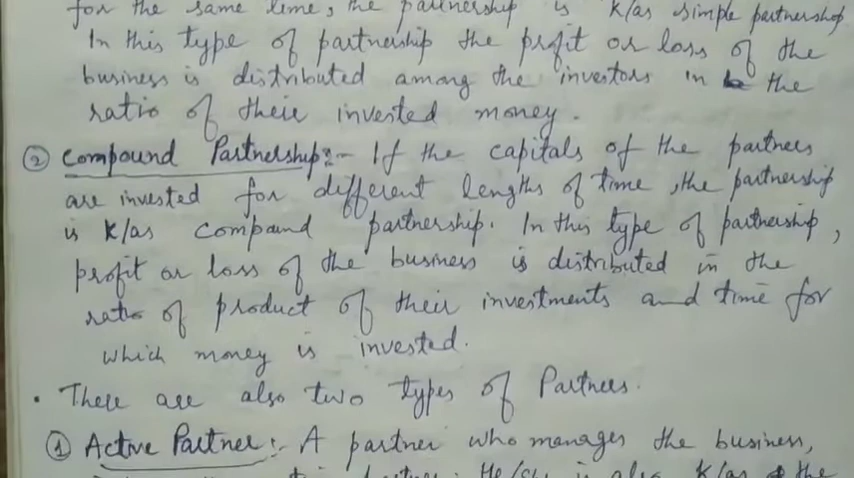 for the same time, the partnership is k/as simple partnership
In this type of partnership the profit or loss of the
business is distributed among the investors in the
ratio of their invested money.
② Compound Partnership:- If the capitals of the partners
are invested for different lengths of time, the partnership
is k/as compound partnership. In this type of partnership,
profit or loss of the business is distributed in the
ratio of product of their investments and time for
which money is invested.
• There are also two types of Partners.
① Active Partner:- A partner who manages the business,
He/she is also k/as the